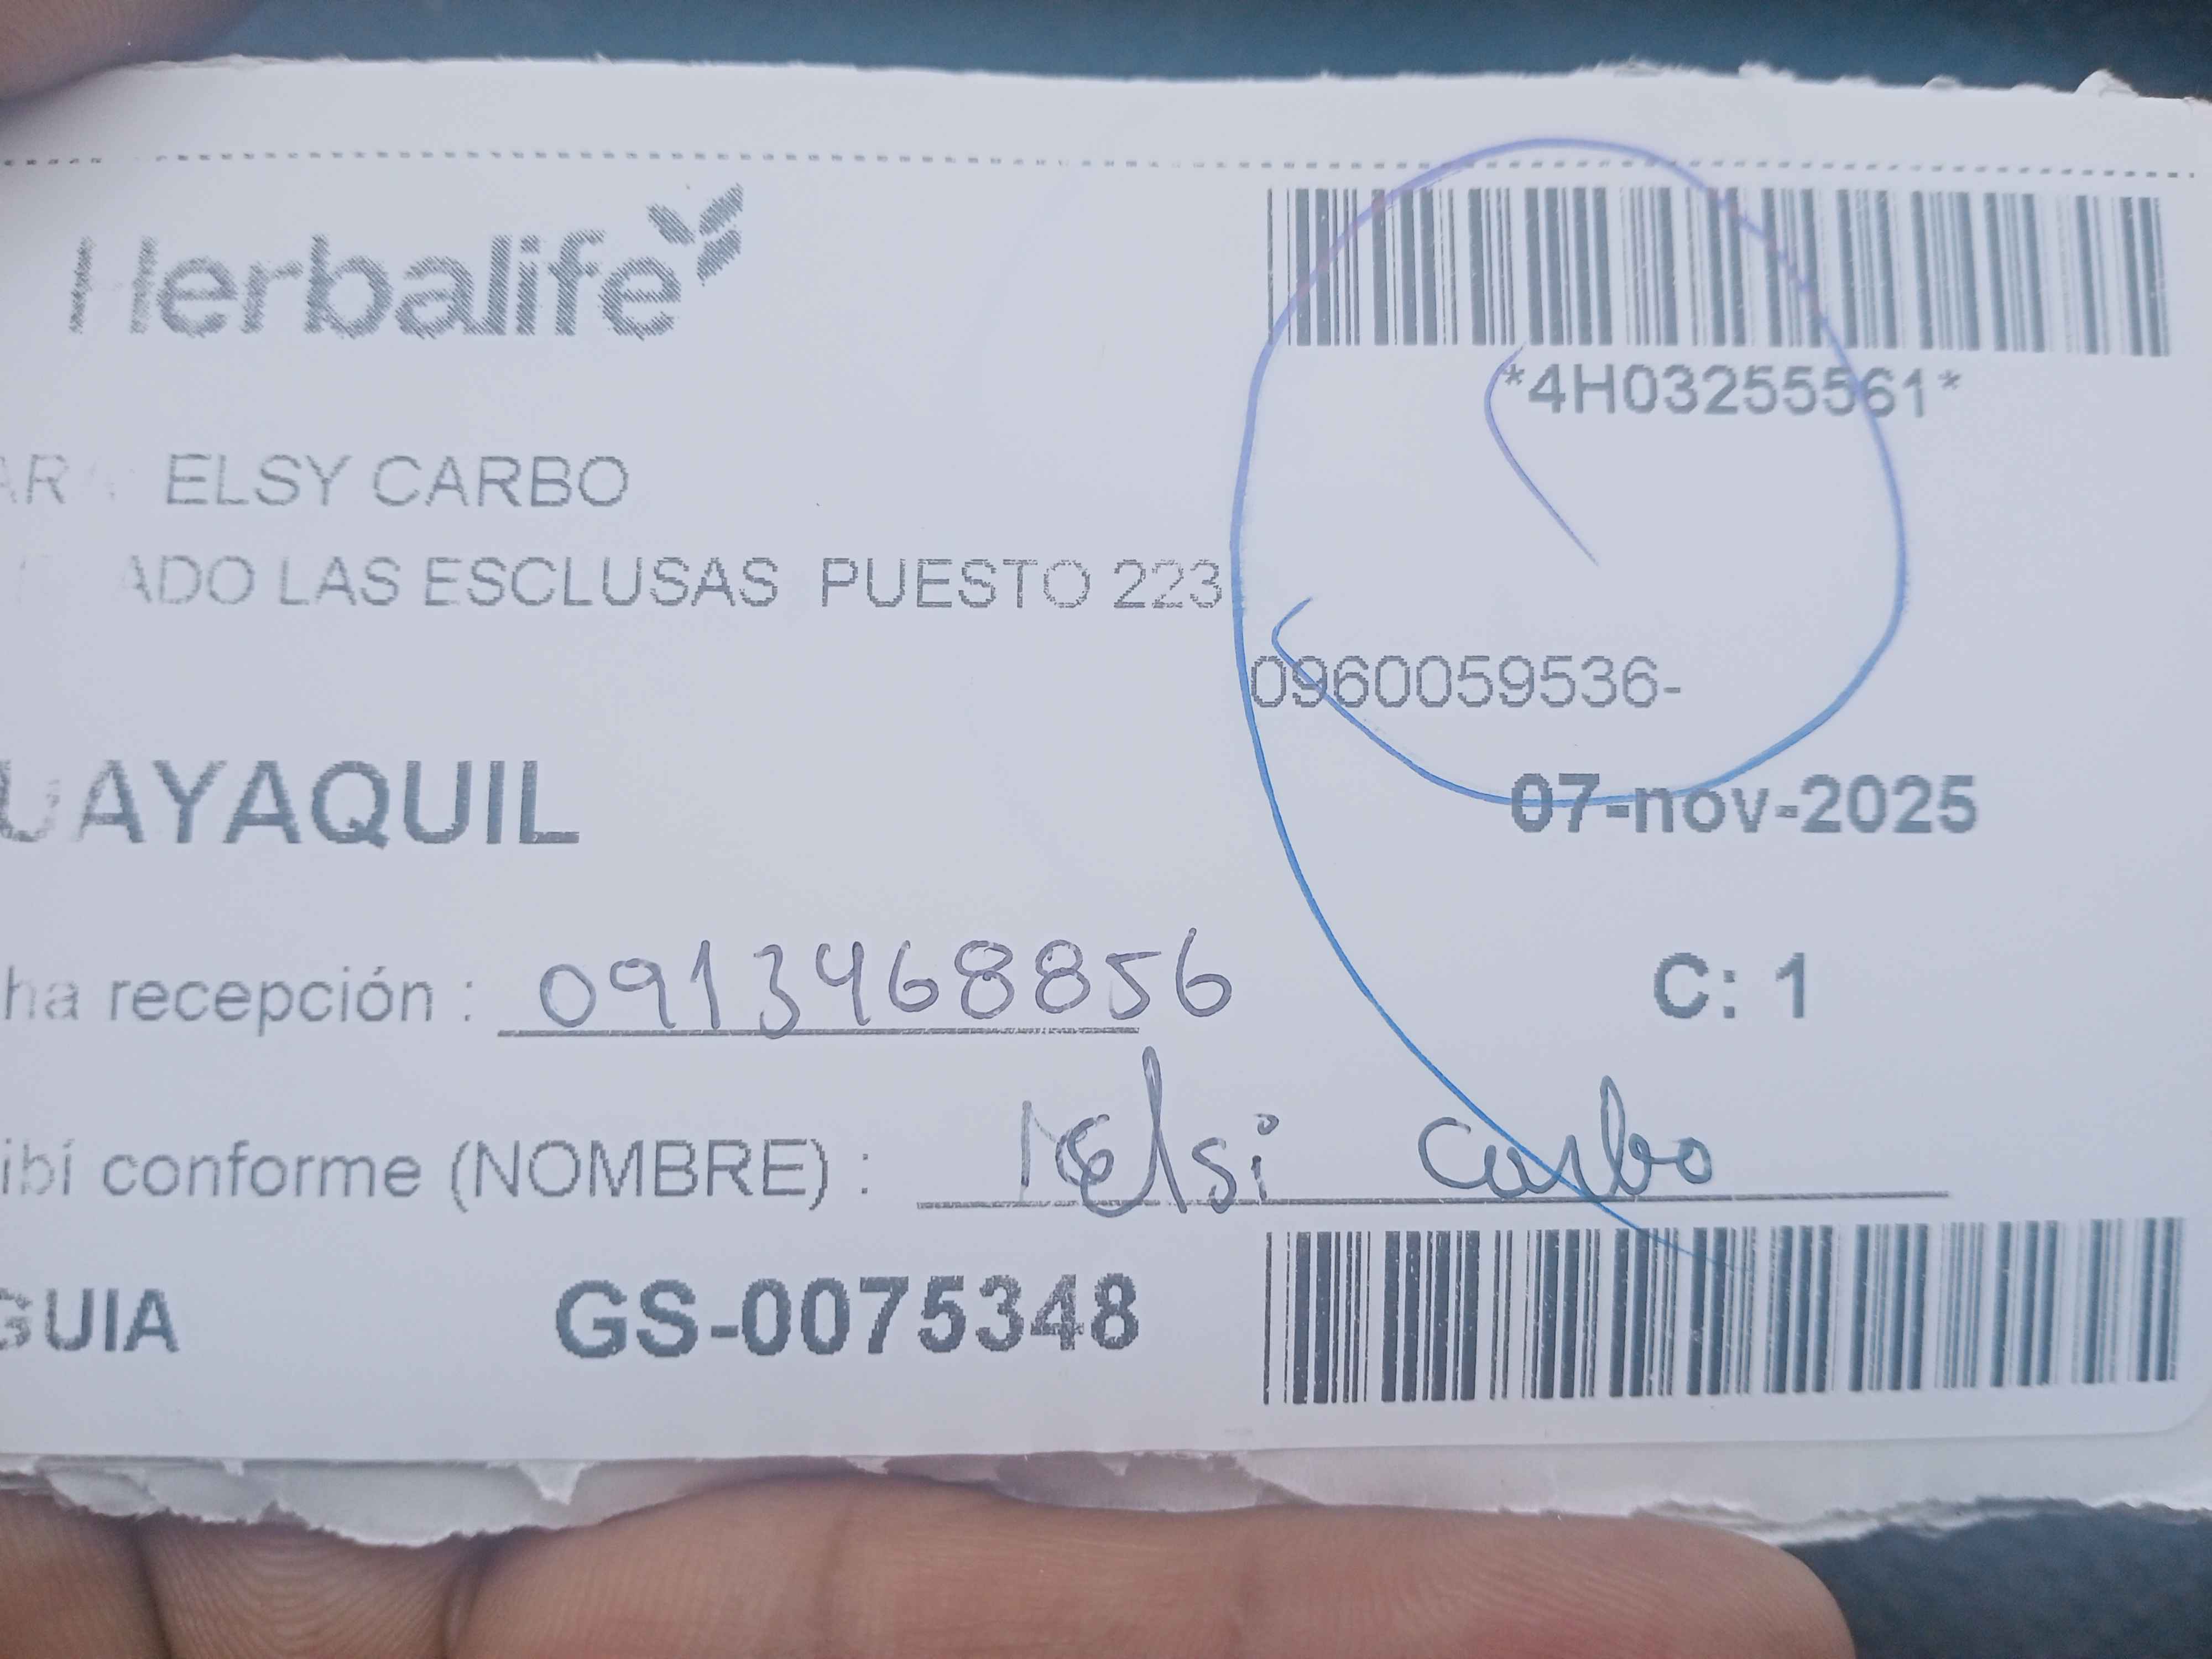 Herbalife
*4H03255561*
ELSY CARBO
ADO LAS ESCLUSAS PUESTO 223
0960059536-
UAYAQUIL
07-nov-2025
ha recepción : 0913468856
C: 1
ibí conforme (NOMBRE) : Elsi Carbo
GUIA GS-0075348